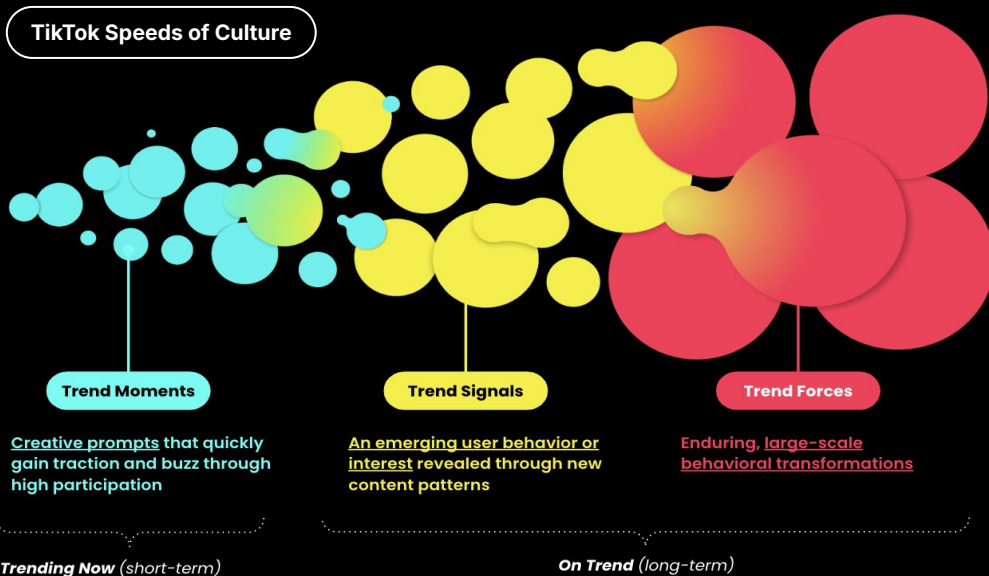 TikTok Speeds of Culture
Trend Moments
Creative prompts that quickly
gain traction and buzz through
high participation
Trend Signals
An emerging user behavior or
interest revealed through new
content patterns
Trend Forces
Enduring, large-scale
behavioral transformations
Trending Now (short-term)
On Trend (long-term)